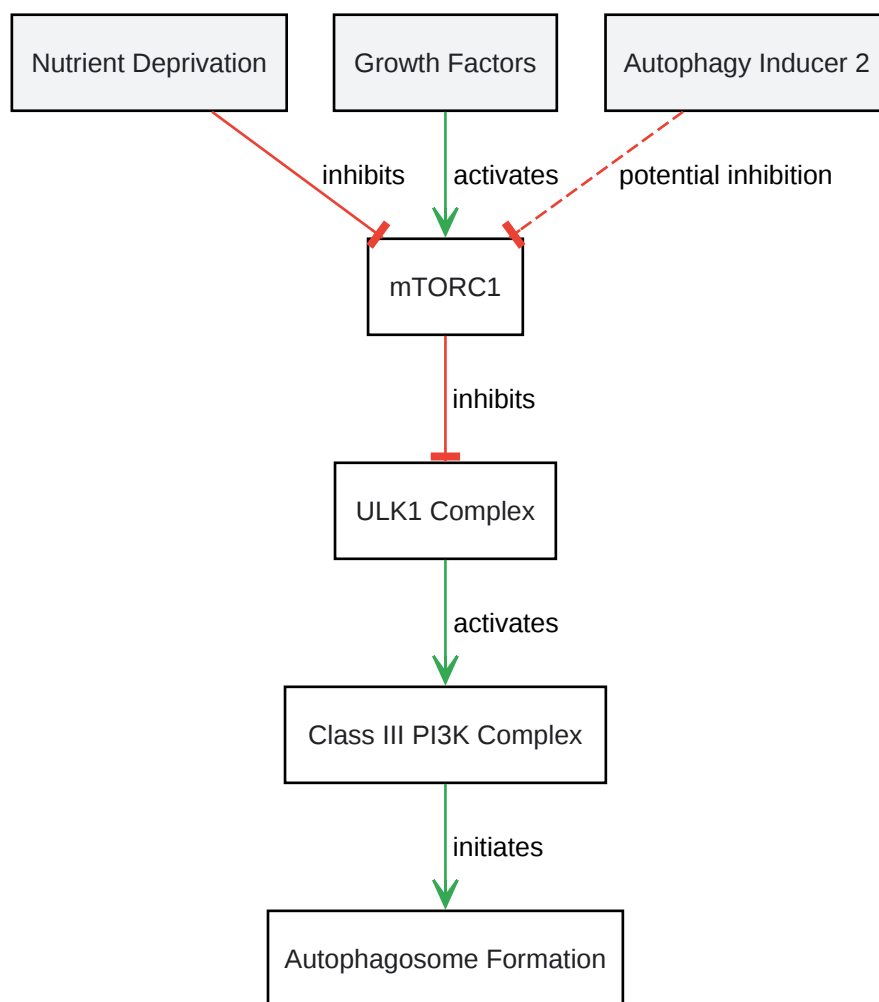 Nutrient Deprivation
Growth Factors
Autophagy Inducer 2
inhibits
activates
potential inhibition
mTORC1
inhibits
ULK1 Complex
activates
Class III PI3K Complex
initiates
Autophagosome Formation